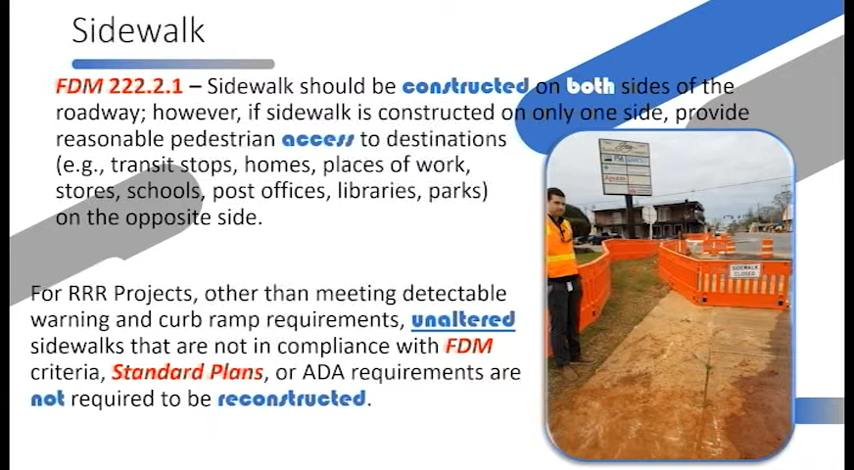 Sidewalk
FDM 222.2.1 – Sidewalk should be constructed on both sides of the
roadway; however, if sidewalk is constructed on only one side, provide
reasonable pedestrian access to destinations
(e.g., transit stops, homes, places of work,
stores, schools, post offices, libraries, parks)
on the opposite side.
For RRR Projects, other than meeting detectable
warning and curb ramp requirements, unaltered
sidewalks that are not in compliance with FDM
criteria, Standard Plans, or ADA requirements are
not required to be reconstructed.
SIDEWALK
CLOSED